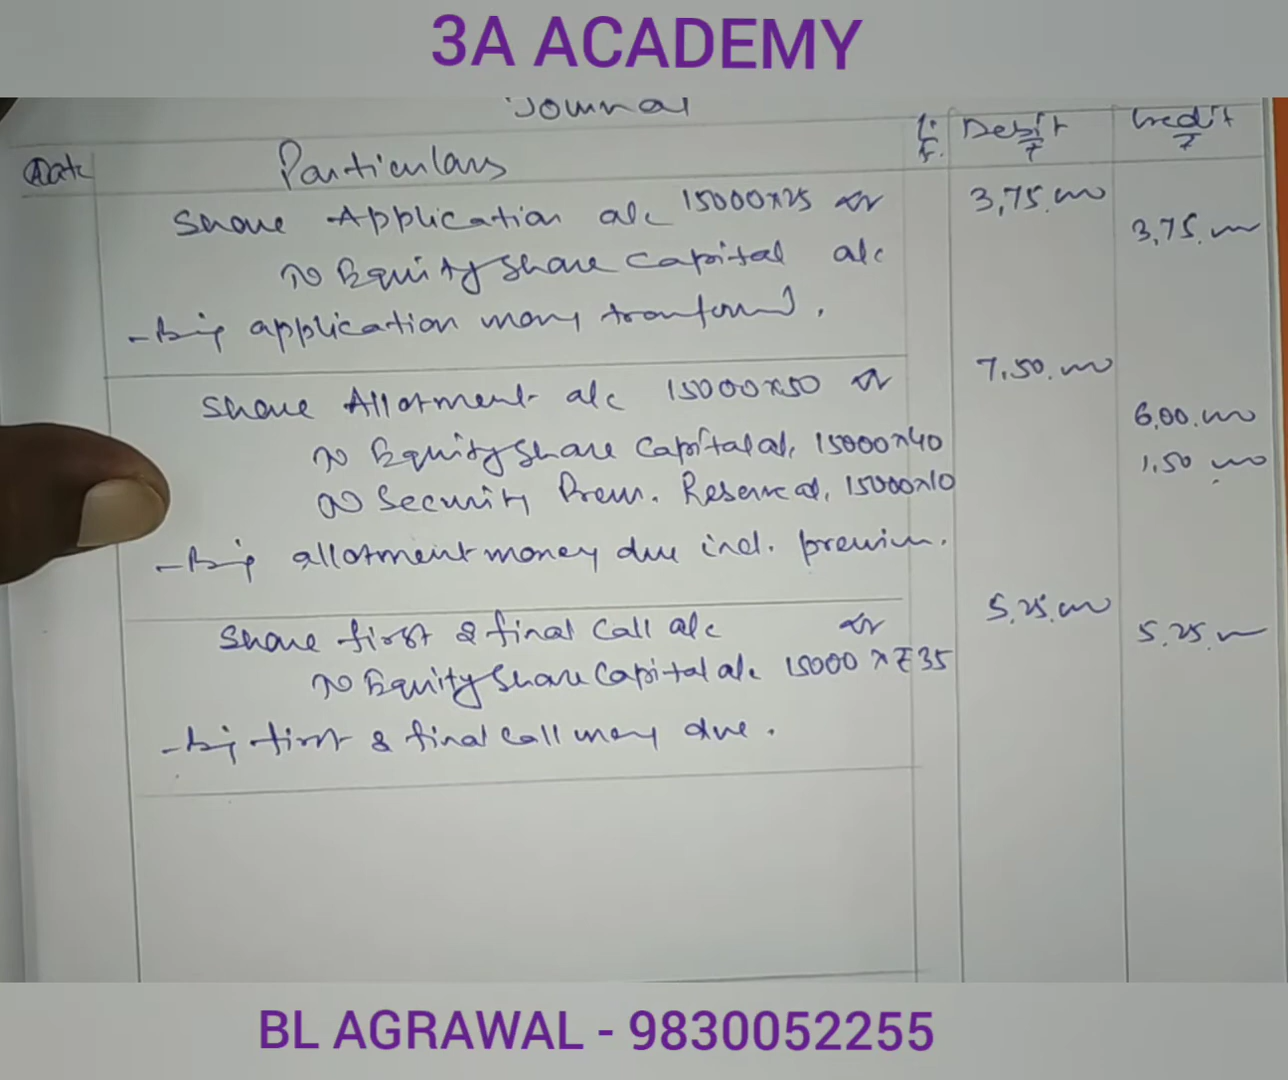 3A ACADEMY
Journal
Date Particulars L.F. Debit ₹ Credit ₹
Share Application a/c 15000x25 Dr 3,75,000
To Equity Share Capital a/c 3,75,000
- Being application money transferred.
Share Allotment a/c 15000x50 Dr 7,50,000
To Equity Share Capital a/c 15000x40 6,00,000
To Security Prem. Reserve a/c 15000x10 1,50,000
- Being allotment money due incl. premium.
Share first & final Call a/c Dr 5,25,000
To Equity Share Capital a/c 15000 x ₹35 5,25,000
- Being first & final call money due.
BL AGRAWAL - 9830052255